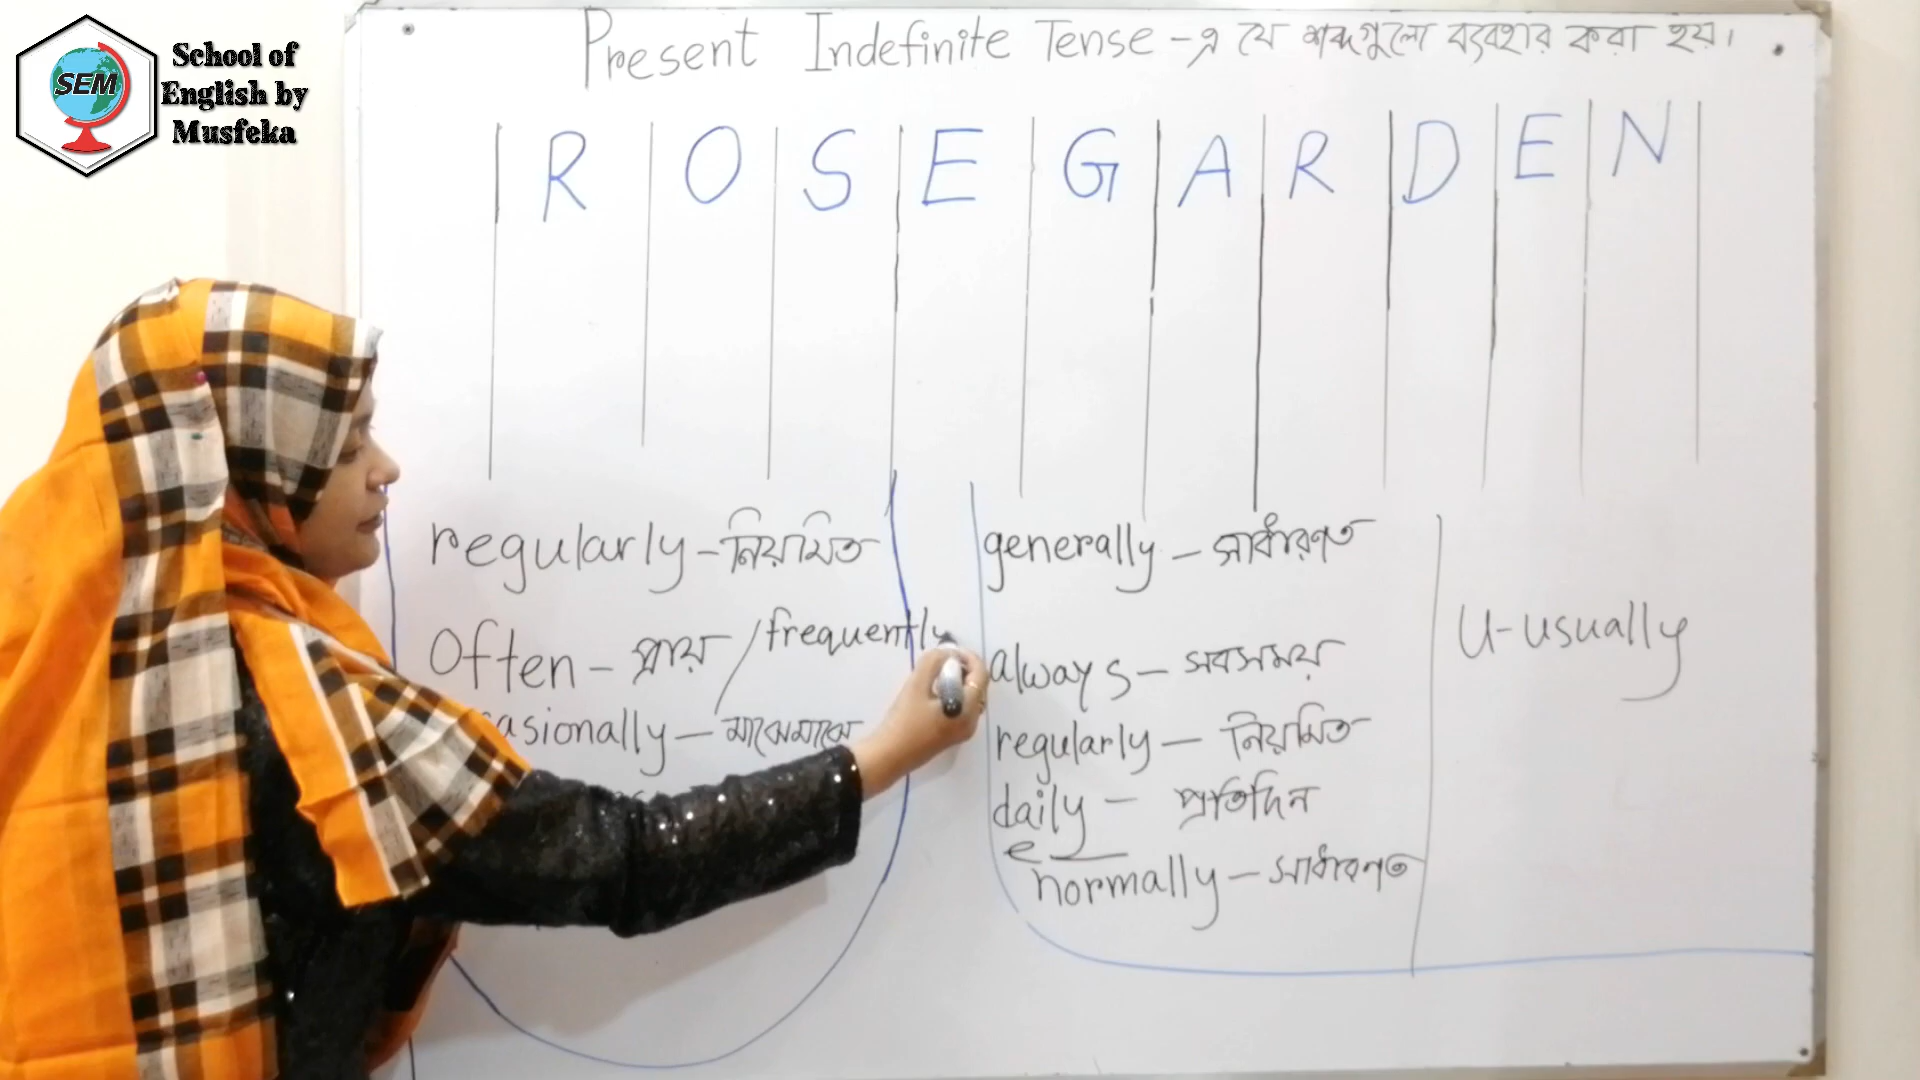 SEM
School of
English by
Musfeka
Present Indefinite Tense - এ যে শব্দগুলো ব্যবহার করা হয়।
R O S E G A R D E N
regularly - নিয়মিত
Often - প্রায় / frequently
casionally - মাঝেমাঝে
generally - সাধারণত
always - সবসময়
regularly - নিয়মিত
daily - প্রতিদিন
e
normally - সাধারণত
U-usually